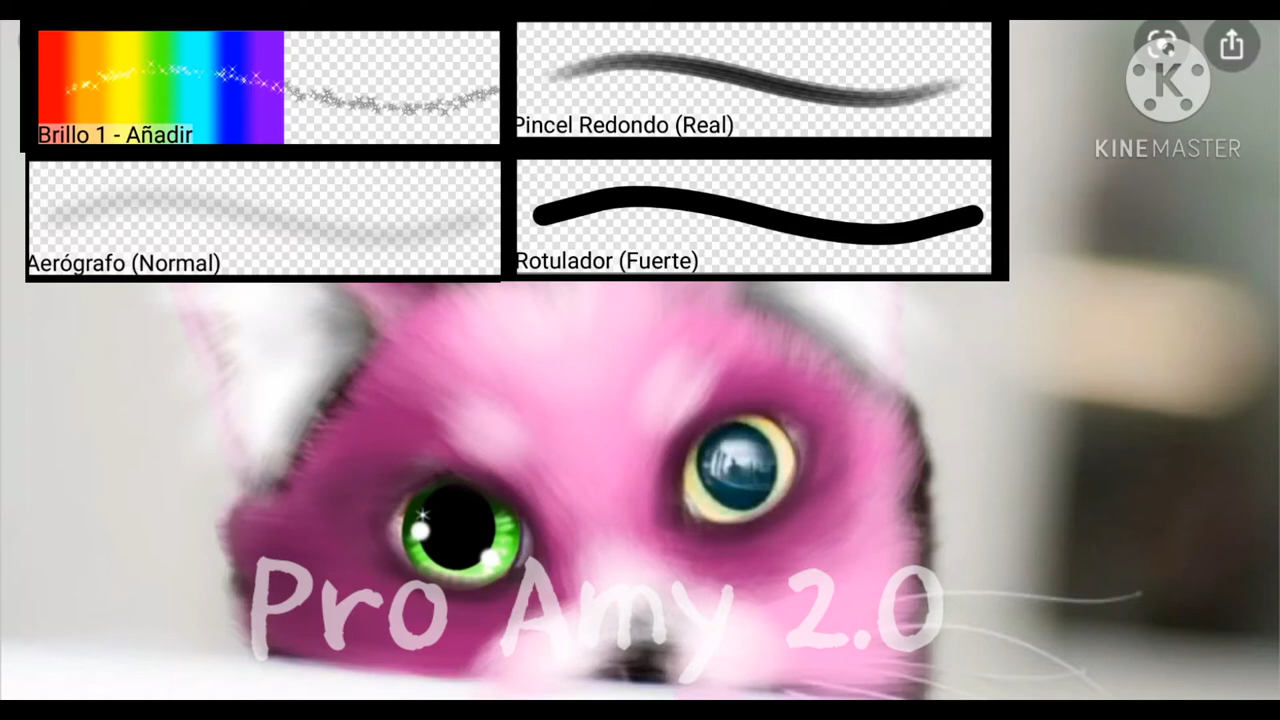 Brillo 1 - Añadir
Pincel Redondo (Real)
Aerógrafo (Normal)
Rotulador (Fuerte)
K
KINEMASTER
Pro Amy 2.0